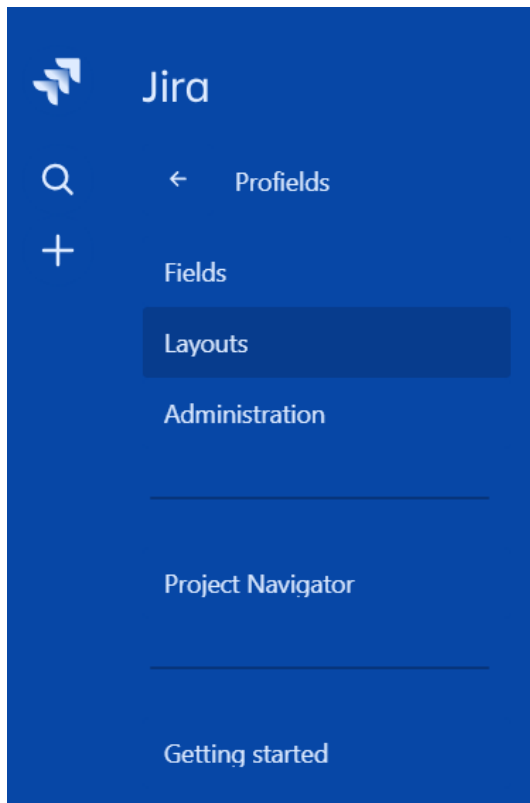 Jira
Profields
Fields
Layouts
Administration
Project Navigator
Getting started